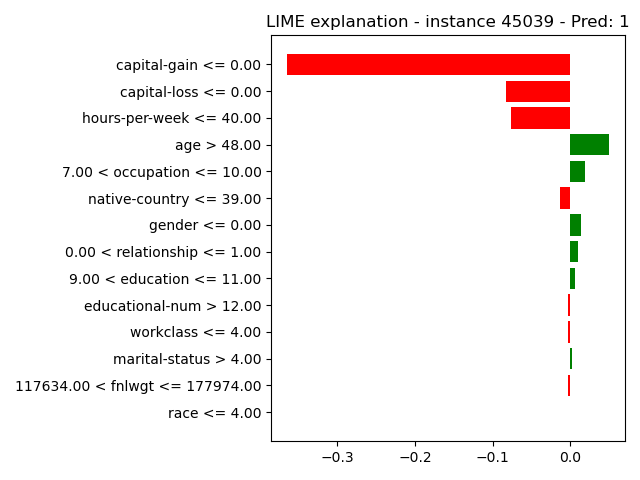 LIME explanation - instance 45039 - Pred: 1
capital-gain <= 0.00
capital-loss <= 0.00
hours-per-week <= 40.00
age > 48.00
7.00 < occupation <= 10.00
native-country <= 39.00
gender <= 0.00
0.00 < relationship <= 1.00
9.00 < education <= 11.00
educational-num > 12.00
workclass <= 4.00
marital-status > 4.00
117634.00 < fnlwgt <= 177974.00
race <= 4.00
−0.3 −0.2 −0.1 0.0